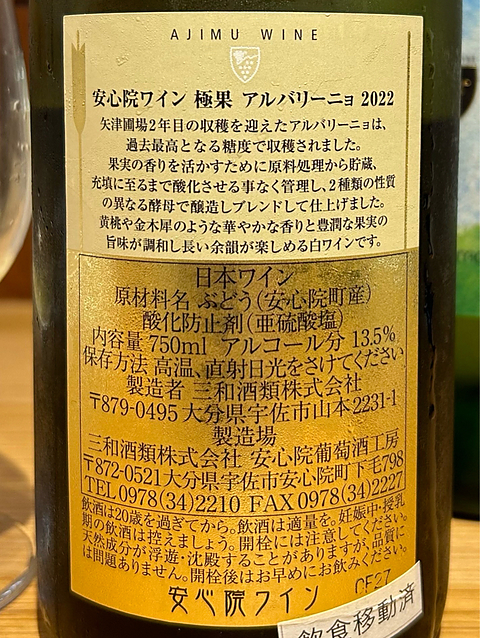 AJIMU WINE
安心院ワイン 極果 アルバリーニョ 2022
矢津圃場2年目の収穫を迎えたアルバリーニョは、
過去最高となる糖度で収穫されました。
果実の香りを活かすために原料処理から貯蔵、
充填に至るまで酸化させる事なく管理し、2種類の性質
の異なる酵母で醸造しブレンドして仕上げました。
黄桃や金木犀のような華やかな香りと豊潤な果実の
旨味が調和し長い余韻が楽しめる白ワインです。
日本ワイン
原材料名 ぶどう(安心院町産)
酸化防止剤(亜硫酸塩)
内容量 750ml アルコール分 13.5%
保存方法 高温、直射日光をさけてください
製造者 三和酒類株式会社
〒879-0495 大分県宇佐市山本2231-1
製造場
三和酒類株式会社 安心院葡萄酒工房
〒872-0521大分県宇佐市安心院町下毛798
TEL0978(34)2210 FAX0978(34)2227
飲酒は20歳を過ぎてから。飲酒は適量を。妊娠中・授乳
期の飲酒は控えましょう。開栓には注意してください。
天然成分が浮遊・沈殿することがありますが、品質に
は問題ありません。開栓後はお早めにお飲みください。
安心院ワイン CF27
飲食移動済